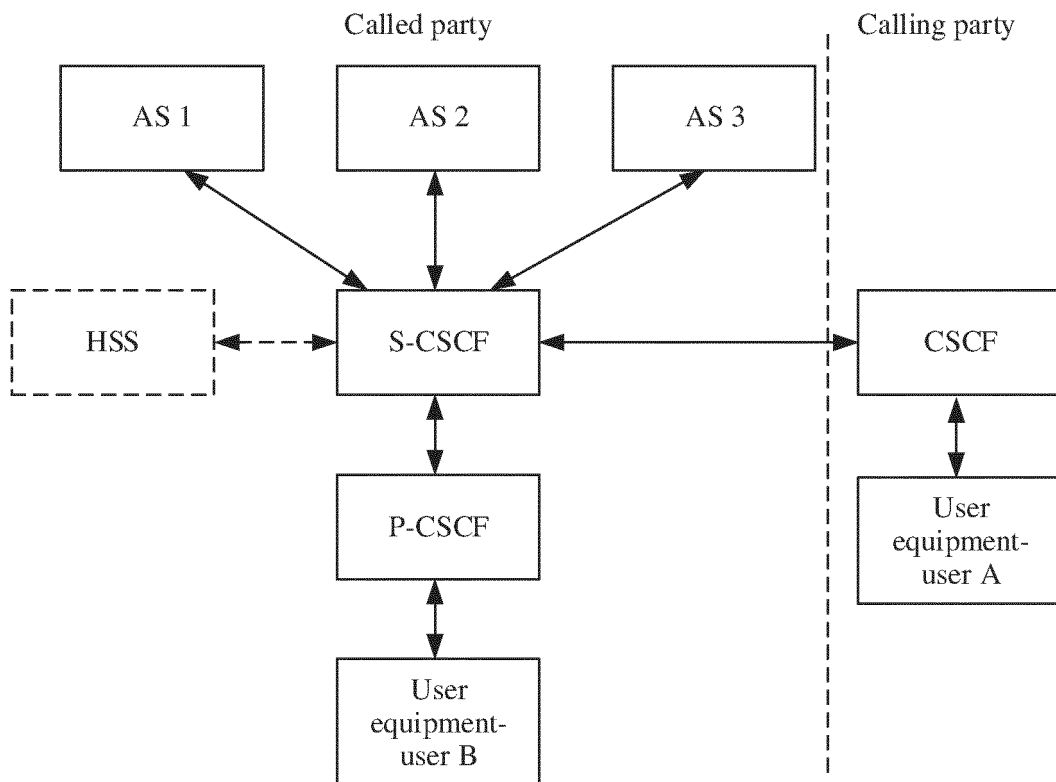 Called party
Calling party
AS 1
AS 2
AS 3
HSS
S-CSCF
CSCF
P-CSCF
User
equipment-
user A
User
equipment-
user B